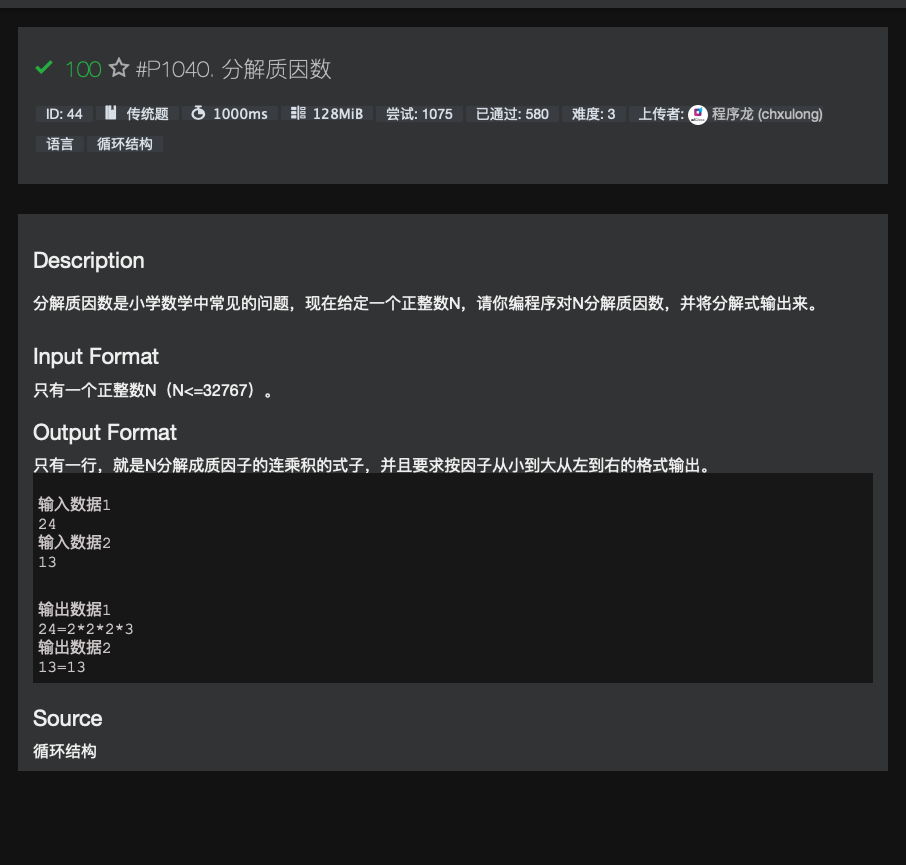 100 #P1040. 分解质因数
ID: 44 传统题 1000ms 128MiB 尝试: 1075 已通过: 580 难度: 3 上传者: 程序龙 (chxulong)
语言 循环结构
Description
分解质因数是小学数学中常见的问题，现在给定一个正整数N，请你编程序对N分解质因数，并将分解式输出来。
Input Format
只有一个正整数N（N<=32767）。
Output Format
只有一行，就是N分解成质因子的连乘积的式子，并且要求按因子从小到大从左到右的格式输出。
输入数据1
24
输入数据2
13
输出数据1
24=2*2*2*3
输出数据2
13=13
Source
循环结构